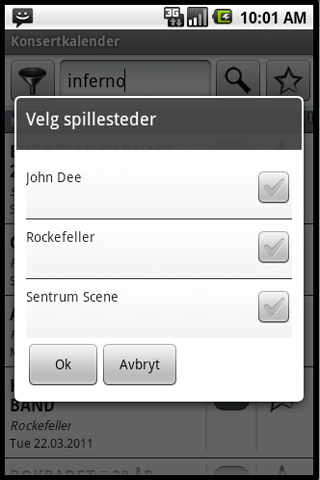 3G
10:01 AM
Konsertkalender
inferno
Velg spillesteder
John Dee
Rockefeller
Sentrum Scene
Ok
Avbryt
BAND
Rockefeller
Tue 22.03.2011